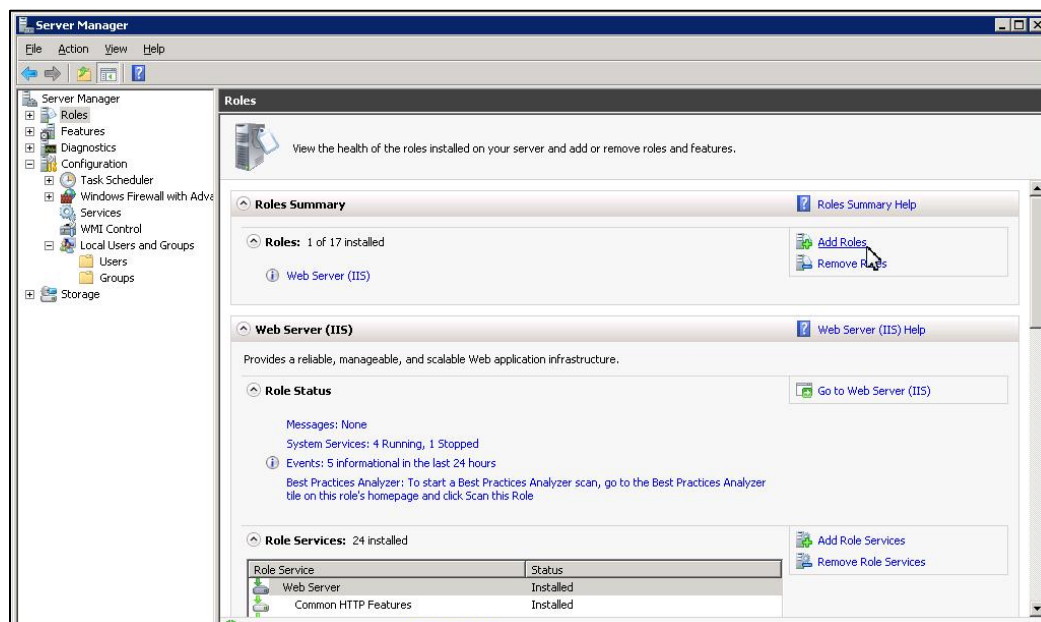 Server Manager
File Action View Help
Server Manager
Roles
Features
Diagnostics
Configuration
Task Scheduler
Windows Firewall with Adva
Services
WMI Control
Local Users and Groups
Users
Groups
Storage
Roles
View the health of the roles installed on your server and add or remove roles and features.
Roles Summary
Roles Summary Help
Roles: 1 of 17 installed
Add Roles
Remove Roles
Web Server (IIS)
Web Server (IIS)
Web Server (IIS) Help
Provides a reliable, manageable, and scalable Web application infrastructure.
Role Status
Go to Web Server (IIS)
Messages: None
System Services: 4 Running, 1 Stopped
Events: 5 informational in the last 24 hours
Best Practices Analyzer: To start a Best Practices Analyzer scan, go to the Best Practices Analyzer
tile on this role's homepage and click Scan this Role
Role Services: 24 installed
Add Role Services
Remove Role Services
Role Service Status
Web Server Installed
Common HTTP Features Installed